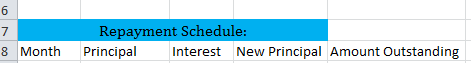 6
7 Repayment Schedule:
8 Month Principal Interest New Principal Amount Outstanding